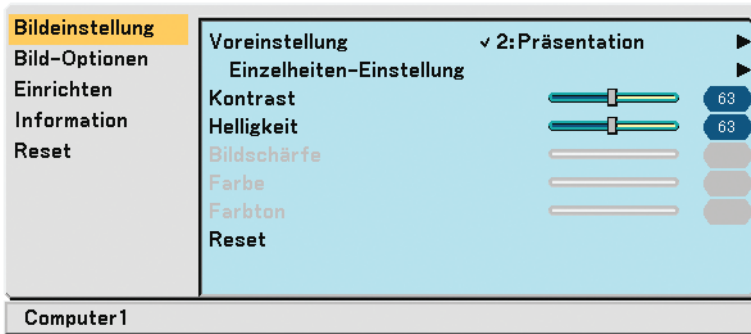 Bildeinstellung
Bild-Optionen
Einrichten
Information
Reset
Voreinstellung ✓ 2:Präsentation ▶
Einzelheiten-Einstellung ▶
Kontrast 63
Helligkeit 63
Bildschärfe
Farbe
Farbton
Reset
Computer1